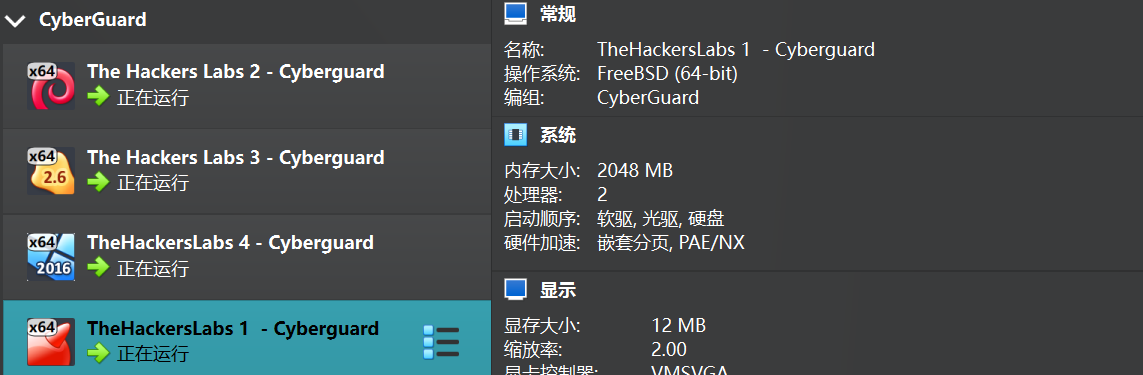 CyberGuard
x64
The Hackers Labs 2 - Cyberguard
正在运行
x64
2.6
The Hackers Labs 3 - Cyberguard
正在运行
x64
2016
TheHackersLabs 4 - Cyberguard
正在运行
x64
TheHackersLabs 1  - Cyberguard
正在运行
常规
名称: TheHackersLabs 1  - Cyberguard
操作系统: FreeBSD (64-bit)
编组: CyberGuard
系统
内存大小: 2048 MB
处理器: 2
启动顺序: 软驱, 光驱, 硬盘
硬件加速: 嵌套分页, PAE/NX
显示
显存大小: 12 MB
缩放率: 2.00
显卡控制器: VMSVGA